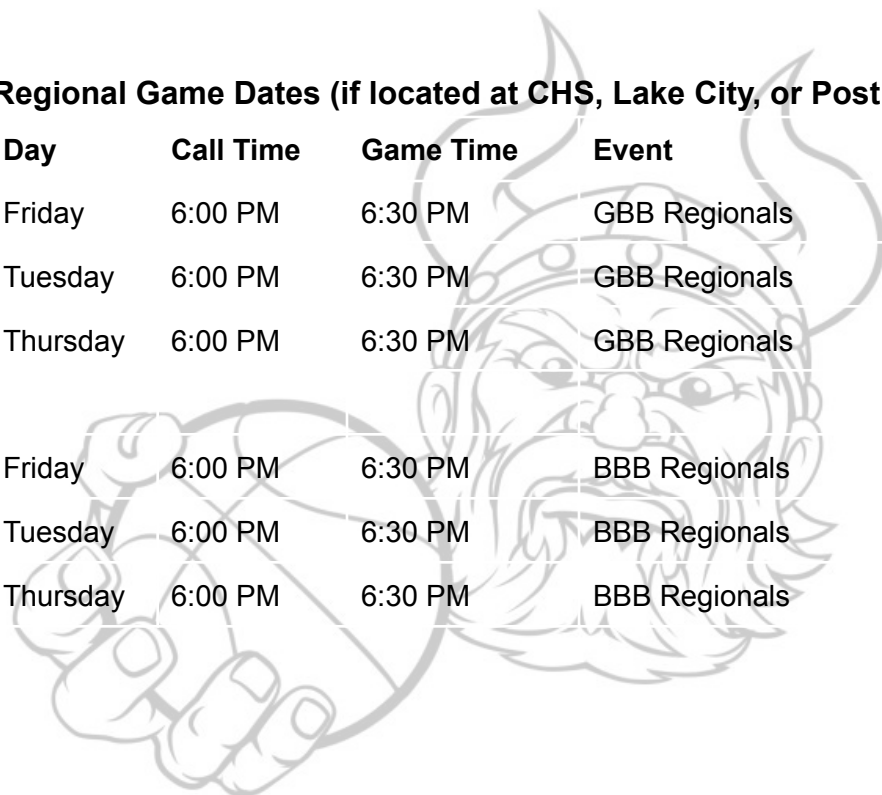 Regional Game Dates (if located at CHS, Lake City, or Post
Day Call Time Game Time Event
Friday 6:00 PM 6:30 PM GBB Regionals
Tuesday 6:00 PM 6:30 PM GBB Regionals
Thursday 6:00 PM 6:30 PM GBB Regionals
Friday 6:00 PM 6:30 PM BBB Regionals
Tuesday 6:00 PM 6:30 PM BBB Regionals
Thursday 6:00 PM 6:30 PM BBB Regionals